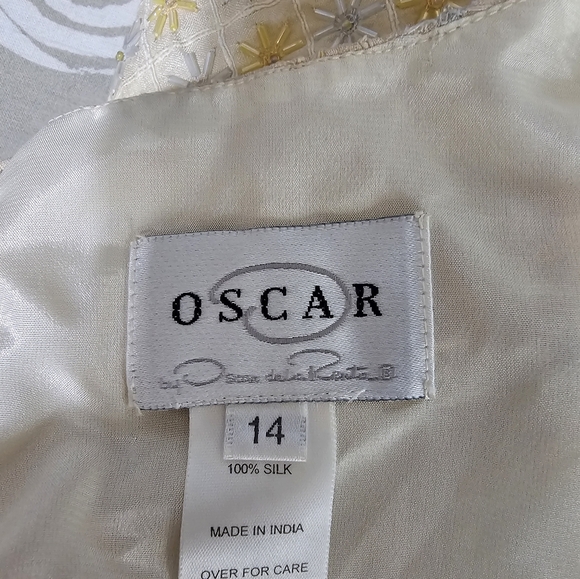 OSCAR
by Oscar de la Renta ®
14
100% SILK
MADE IN INDIA
OVER FOR CARE